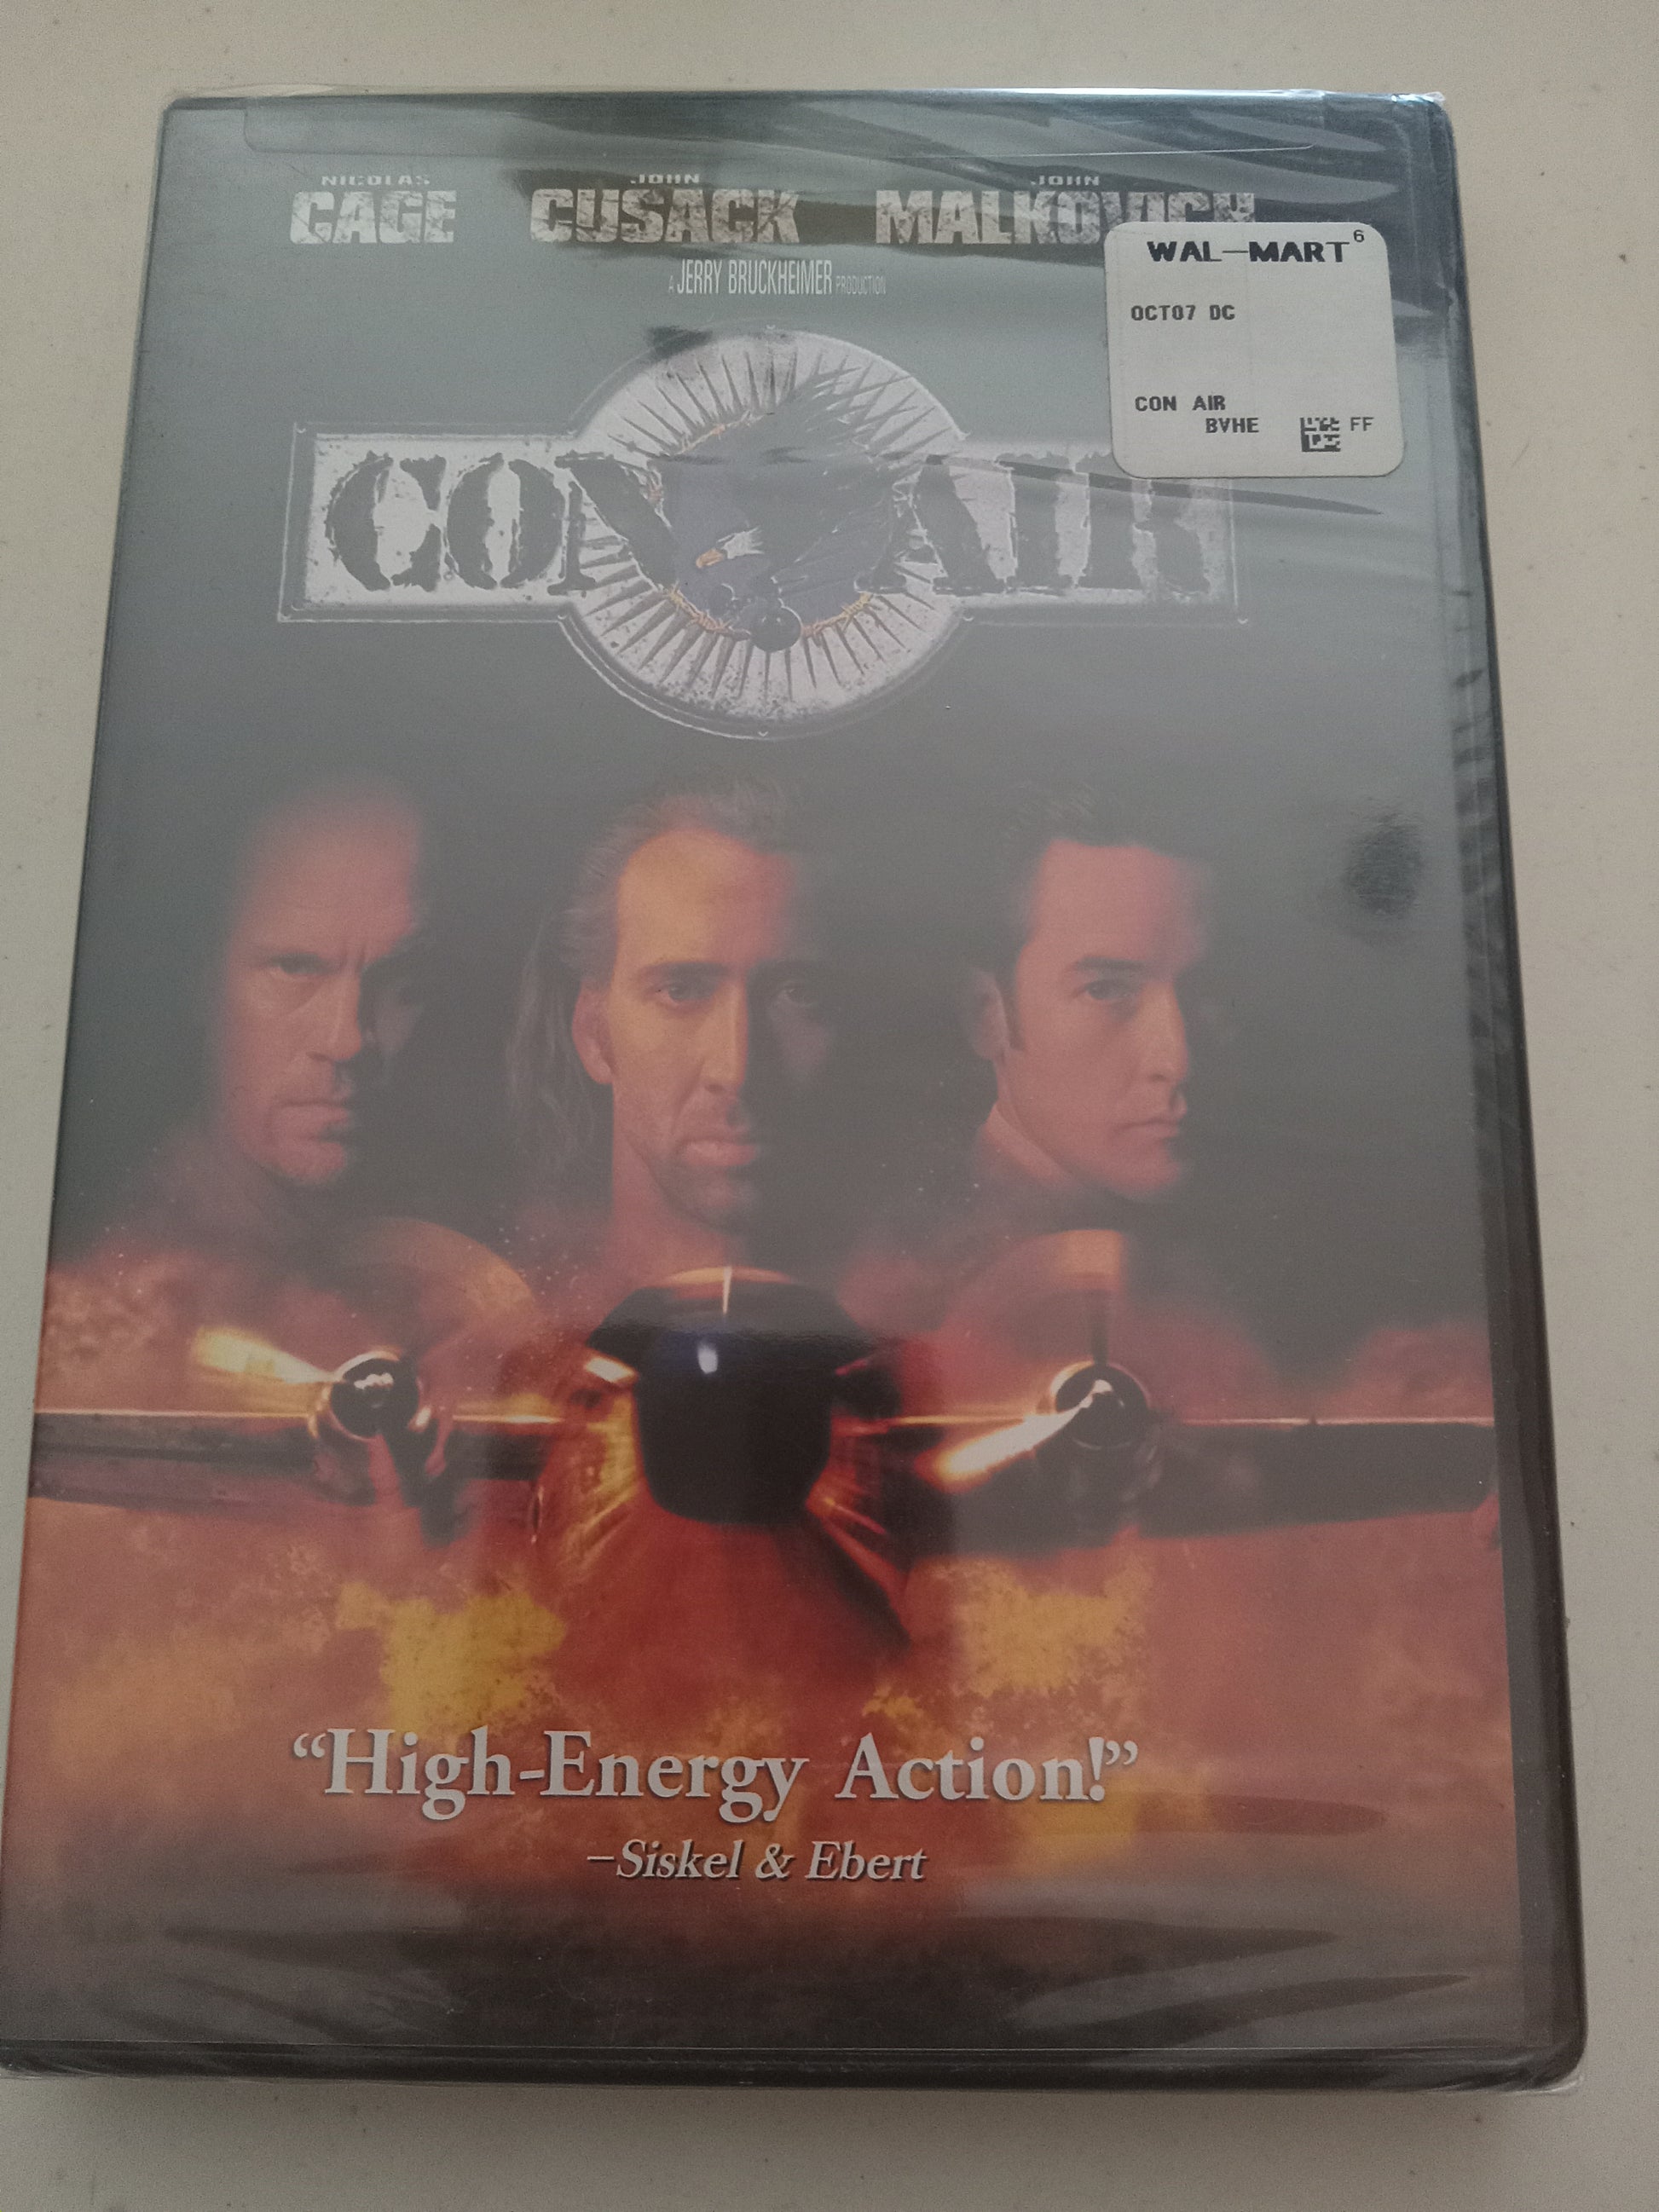 NICOLAS JOHN JOHN
CAGE CUSACK MALKOVICH
A JERRY BRUCKHEIMER PRODUCTION
WAL-MART 6
OCT07 DC
CON AIR
BVHE FF
CON AIR
“High-Energy Action!”
–Siskel & Ebert